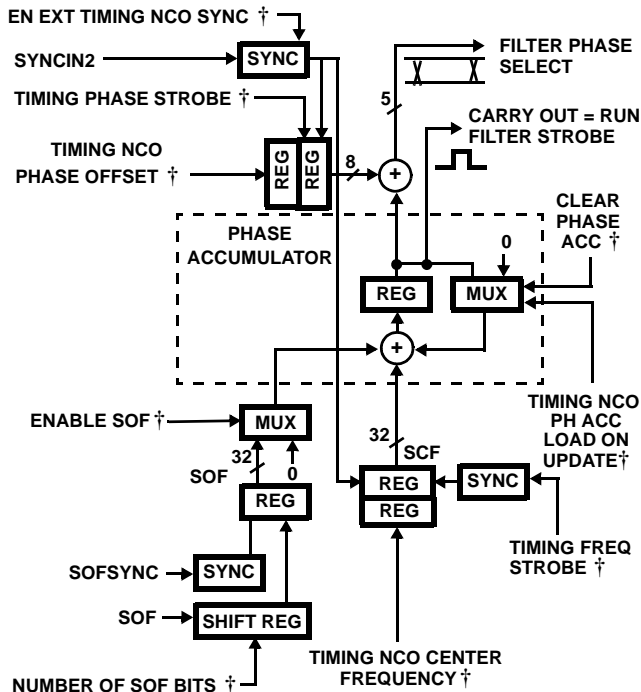 EN EXT TIMING NCO SYNC †
SYNCIN2
SYNC
FILTER PHASE
SELECT
TIMING PHASE STROBE †
5
CARRY OUT = RUN
FILTER STROBE
TIMING NCO
PHASE OFFSET †
REG
REG
8
+
CLEAR
PHASE
ACC †
PHASE
ACCUMULATOR
0
REG
MUX
+
TIMING NCO
PH ACC
LOAD ON
UPDATE†
ENABLE SOF †
MUX
32
SOF
0
32
SCF
REG
REG
REG
SYNC
TIMING FREQ
STROBE †
SOFSYNC
SYNC
SOF
SHIFT REG
TIMING NCO CENTER
FREQUENCY†
NUMBER OF SOF BITS †